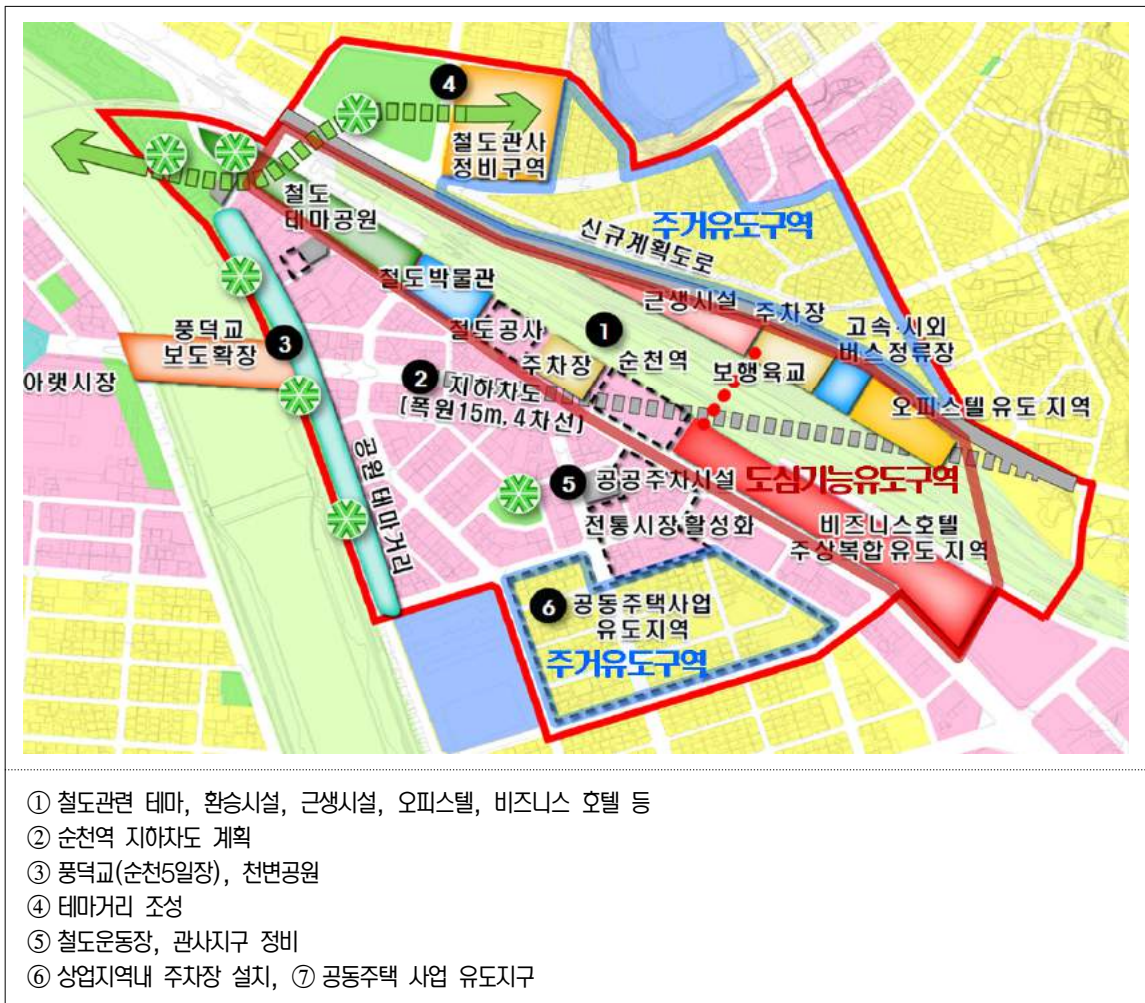 4
철도관사
정비구역
철도
테마공원
주거유도구역
신규계획도로
철도박물관
근생시설
주차장
고속·시외
버스정류장
철도공사
1
풍덕교
보도확장
3
주차장
순천역
보행육교
아랫시장
2
지하차도
(폭원15m, 4차선)
오피스텔 유도 지역
공원 테마거리
5
공공주차시설
도심기능유도구역
전통시장 활성화
비즈니스호텔
주상복합 유도 지역
6
공동주택사업
유도지역
주거유도구역
① 철도관련 테마, 환승시설, 근생시설, 오피스텔, 비즈니스 호텔 등
② 순천역 지하차도 계획
③ 풍덕교(순천5일장), 천변공원
④ 테마거리 조성
⑤ 철도운동장, 관사지구 정비
⑥ 상업지역내 주차장 설치, ⑦ 공동주택 사업 유도지구